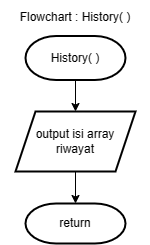 Flowchart : History( )
History( )
output isi array
riwayat
return